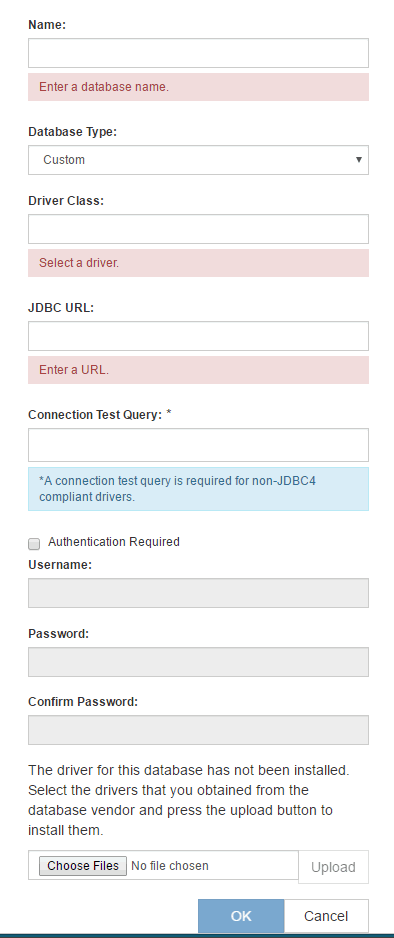 Name:
Enter a database name.
Database Type:
Custom
Driver Class:
Select a driver.
JDBC URL:
Enter a URL.
Connection Test Query: *
*A connection test query is required for non-JDBC4
compliant drivers.
Authentication Required
Username:
Password:
Confirm Password:
The driver for this database has not been installed.
Select the drivers that you obtained from the
database vendor and press the upload button to
install them.
Choose Files No file chosen Upload
OK Cancel